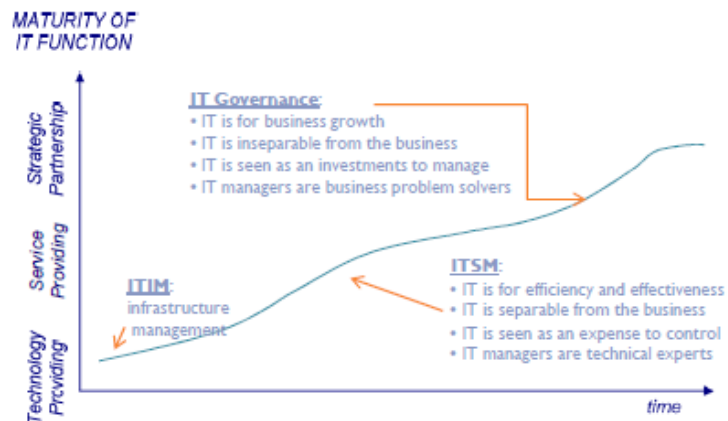 MATURITY OF
IT FUNCTION
Strategic
Partnership
Service
Providing
Technology
Providing
IT Governance:
• IT is for business growth
• IT is inseparable from the business
• IT is seen as an investments to manage
• IT managers are business problem solvers
ITIM:
infrastructure
management
ITSM:
• IT is for efficiency and effectiveness
• IT is separable from the business
• IT is seen as an expense to control
• IT managers are technical experts
time